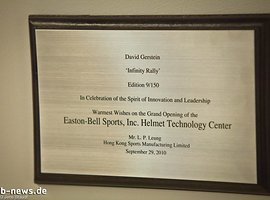 David Gerstein
'Infinity Rally'
Edition 9/150
In Celebration of the Spirit of Innovation and Leadership
Warmest Wishes on the Grand Opening of the
Easton-Bell Sports, Inc. Helmet Technology Center
Mr. L. P. Leung
Hong Kong Sports Manufacturing Limited
September 29, 2010
b-news.de